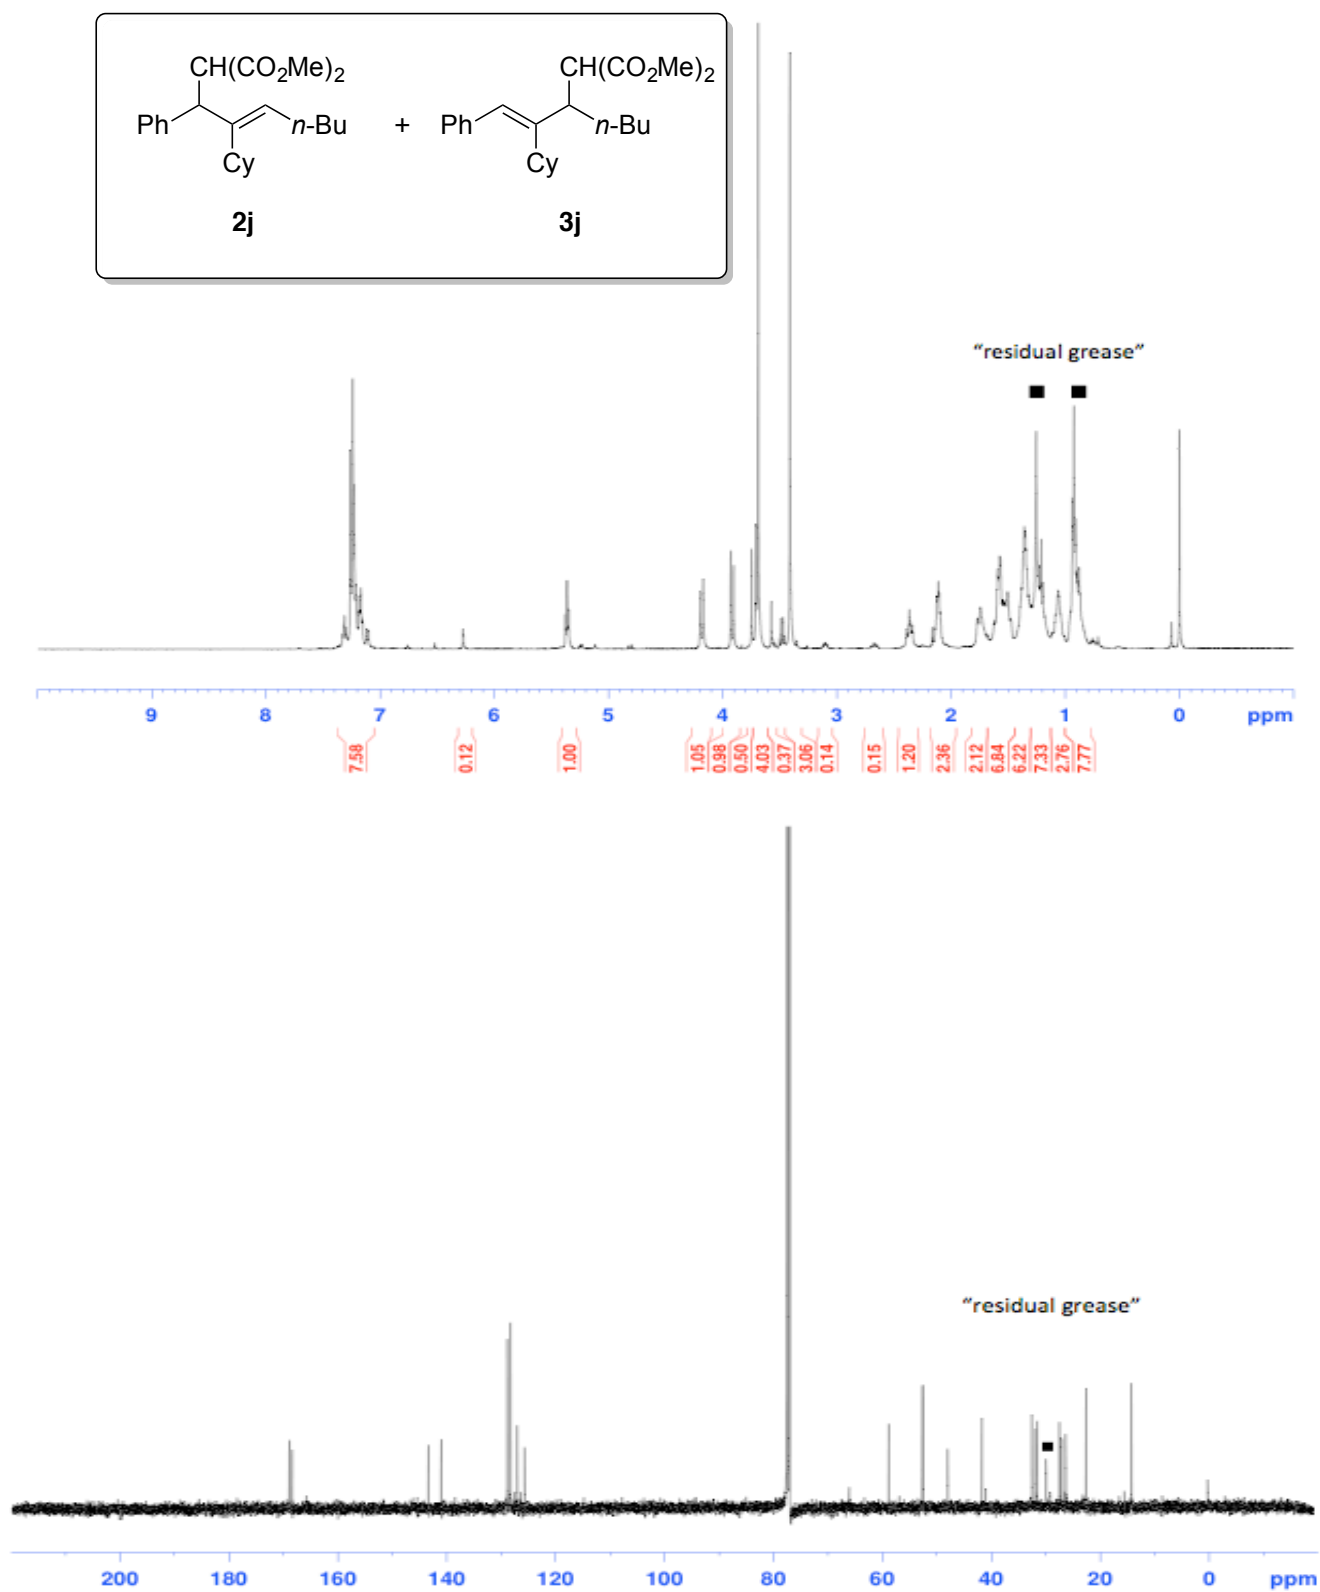 CH(CO2Me)2 CH(CO2Me)2
Ph n-Bu + Ph n-Bu
Cy Cy
2j 3j
"residual grease"
9 8 7 6 5 4 3 2 1 0 ppm
7.58 0.12 1.00 1.05 0.98 0.50 4.03 0.37 3.06 0.14 0.15 1.20 2.36 2.12 6.84 6.22 7.33 2.76 7.77
"residual grease"
200 180 160 140 120 100 80 60 40 20 0 ppm